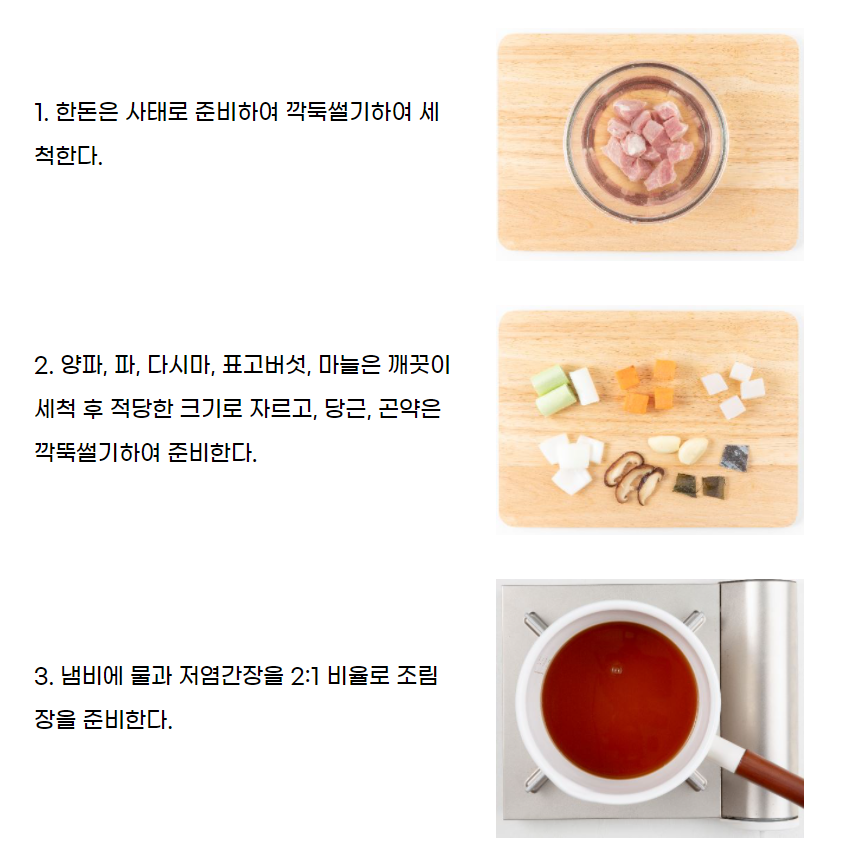 1. 한돈은 사태로 준비하여 깍둑썰기하여 세
척한다.
2. 양파, 파, 다시마, 표고버섯, 마늘은 깨끗이
세척 후 적당한 크기로 자르고, 당근, 곤약은
깍뚝썰기하여 준비한다.
3. 냄비에 물과 저염간장을 2:1 비율로 조림
장을 준비한다.